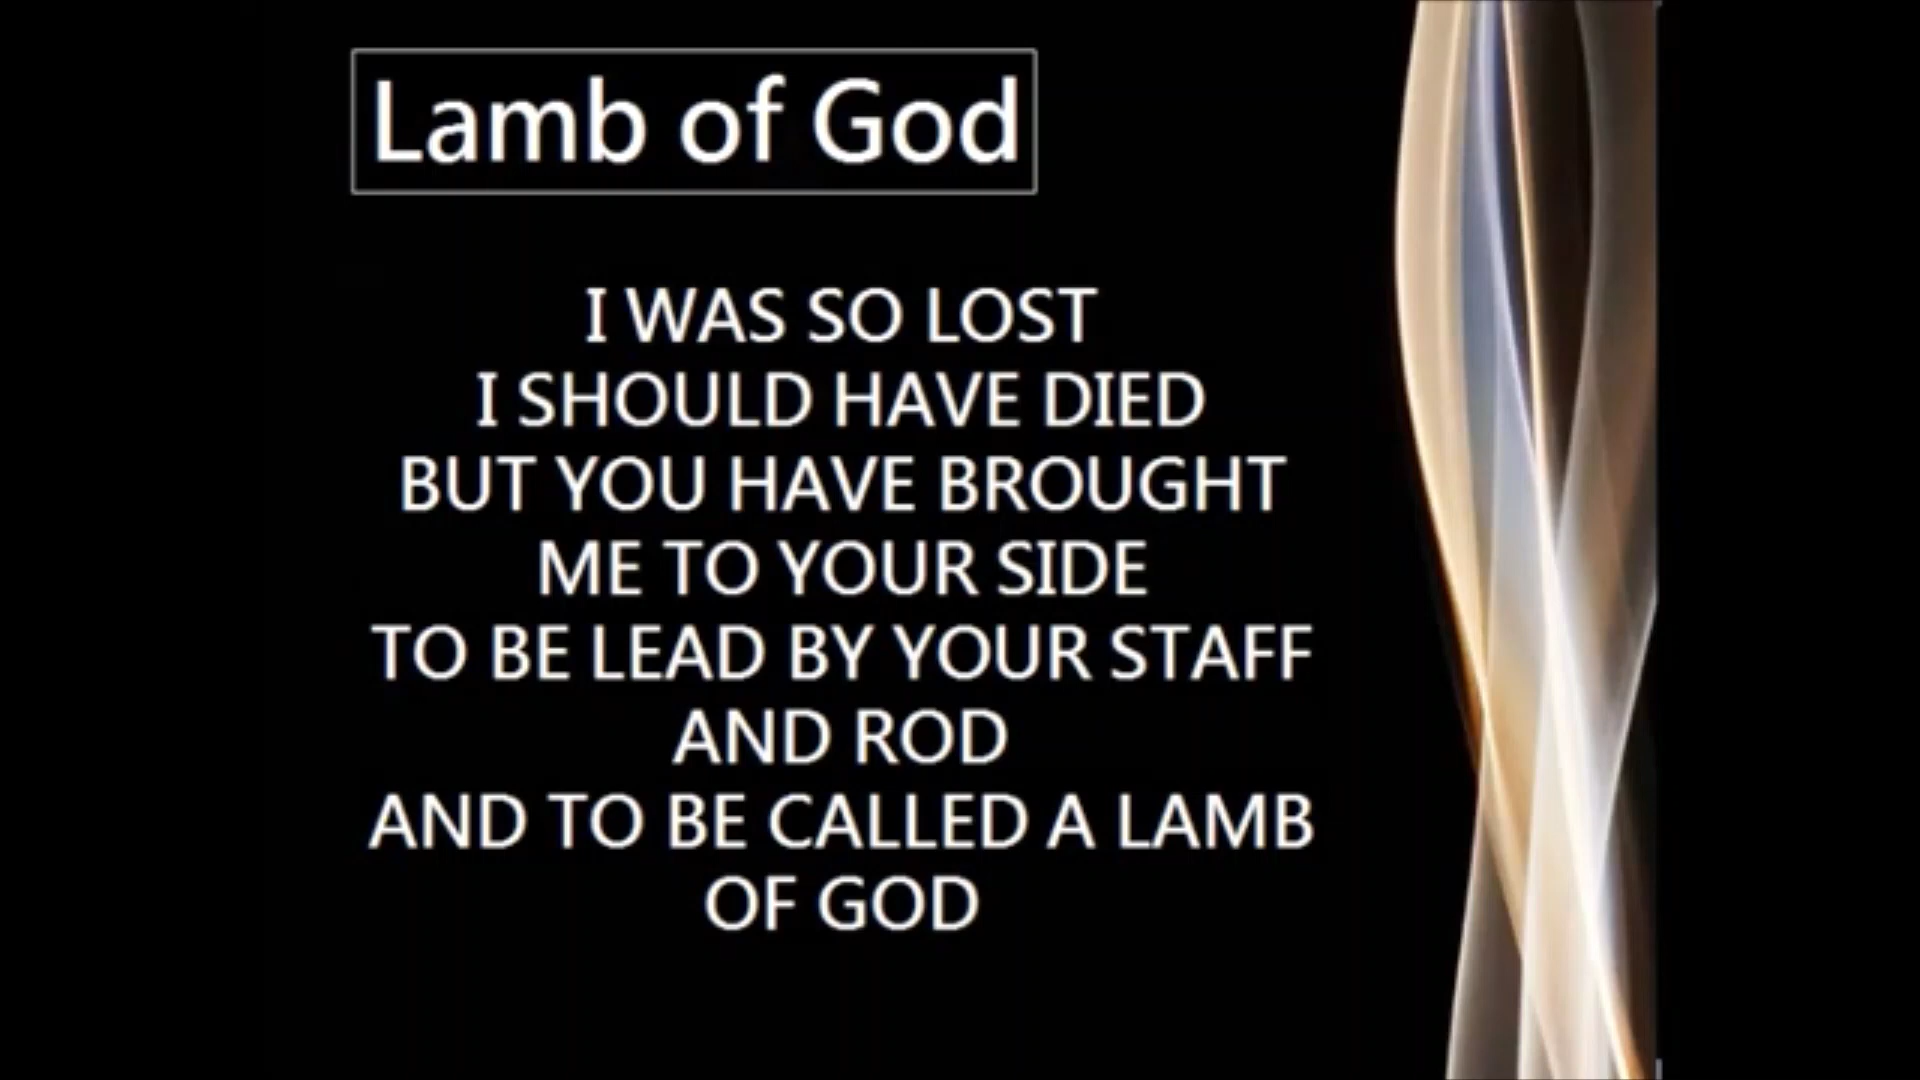 Lamb of God
I WAS SO LOST
I SHOULD HAVE DIED
BUT YOU HAVE BROUGHT
ME TO YOUR SIDE
TO BE LEAD BY YOUR STAFF
AND ROD
AND TO BE CALLED A LAMB
OF GOD